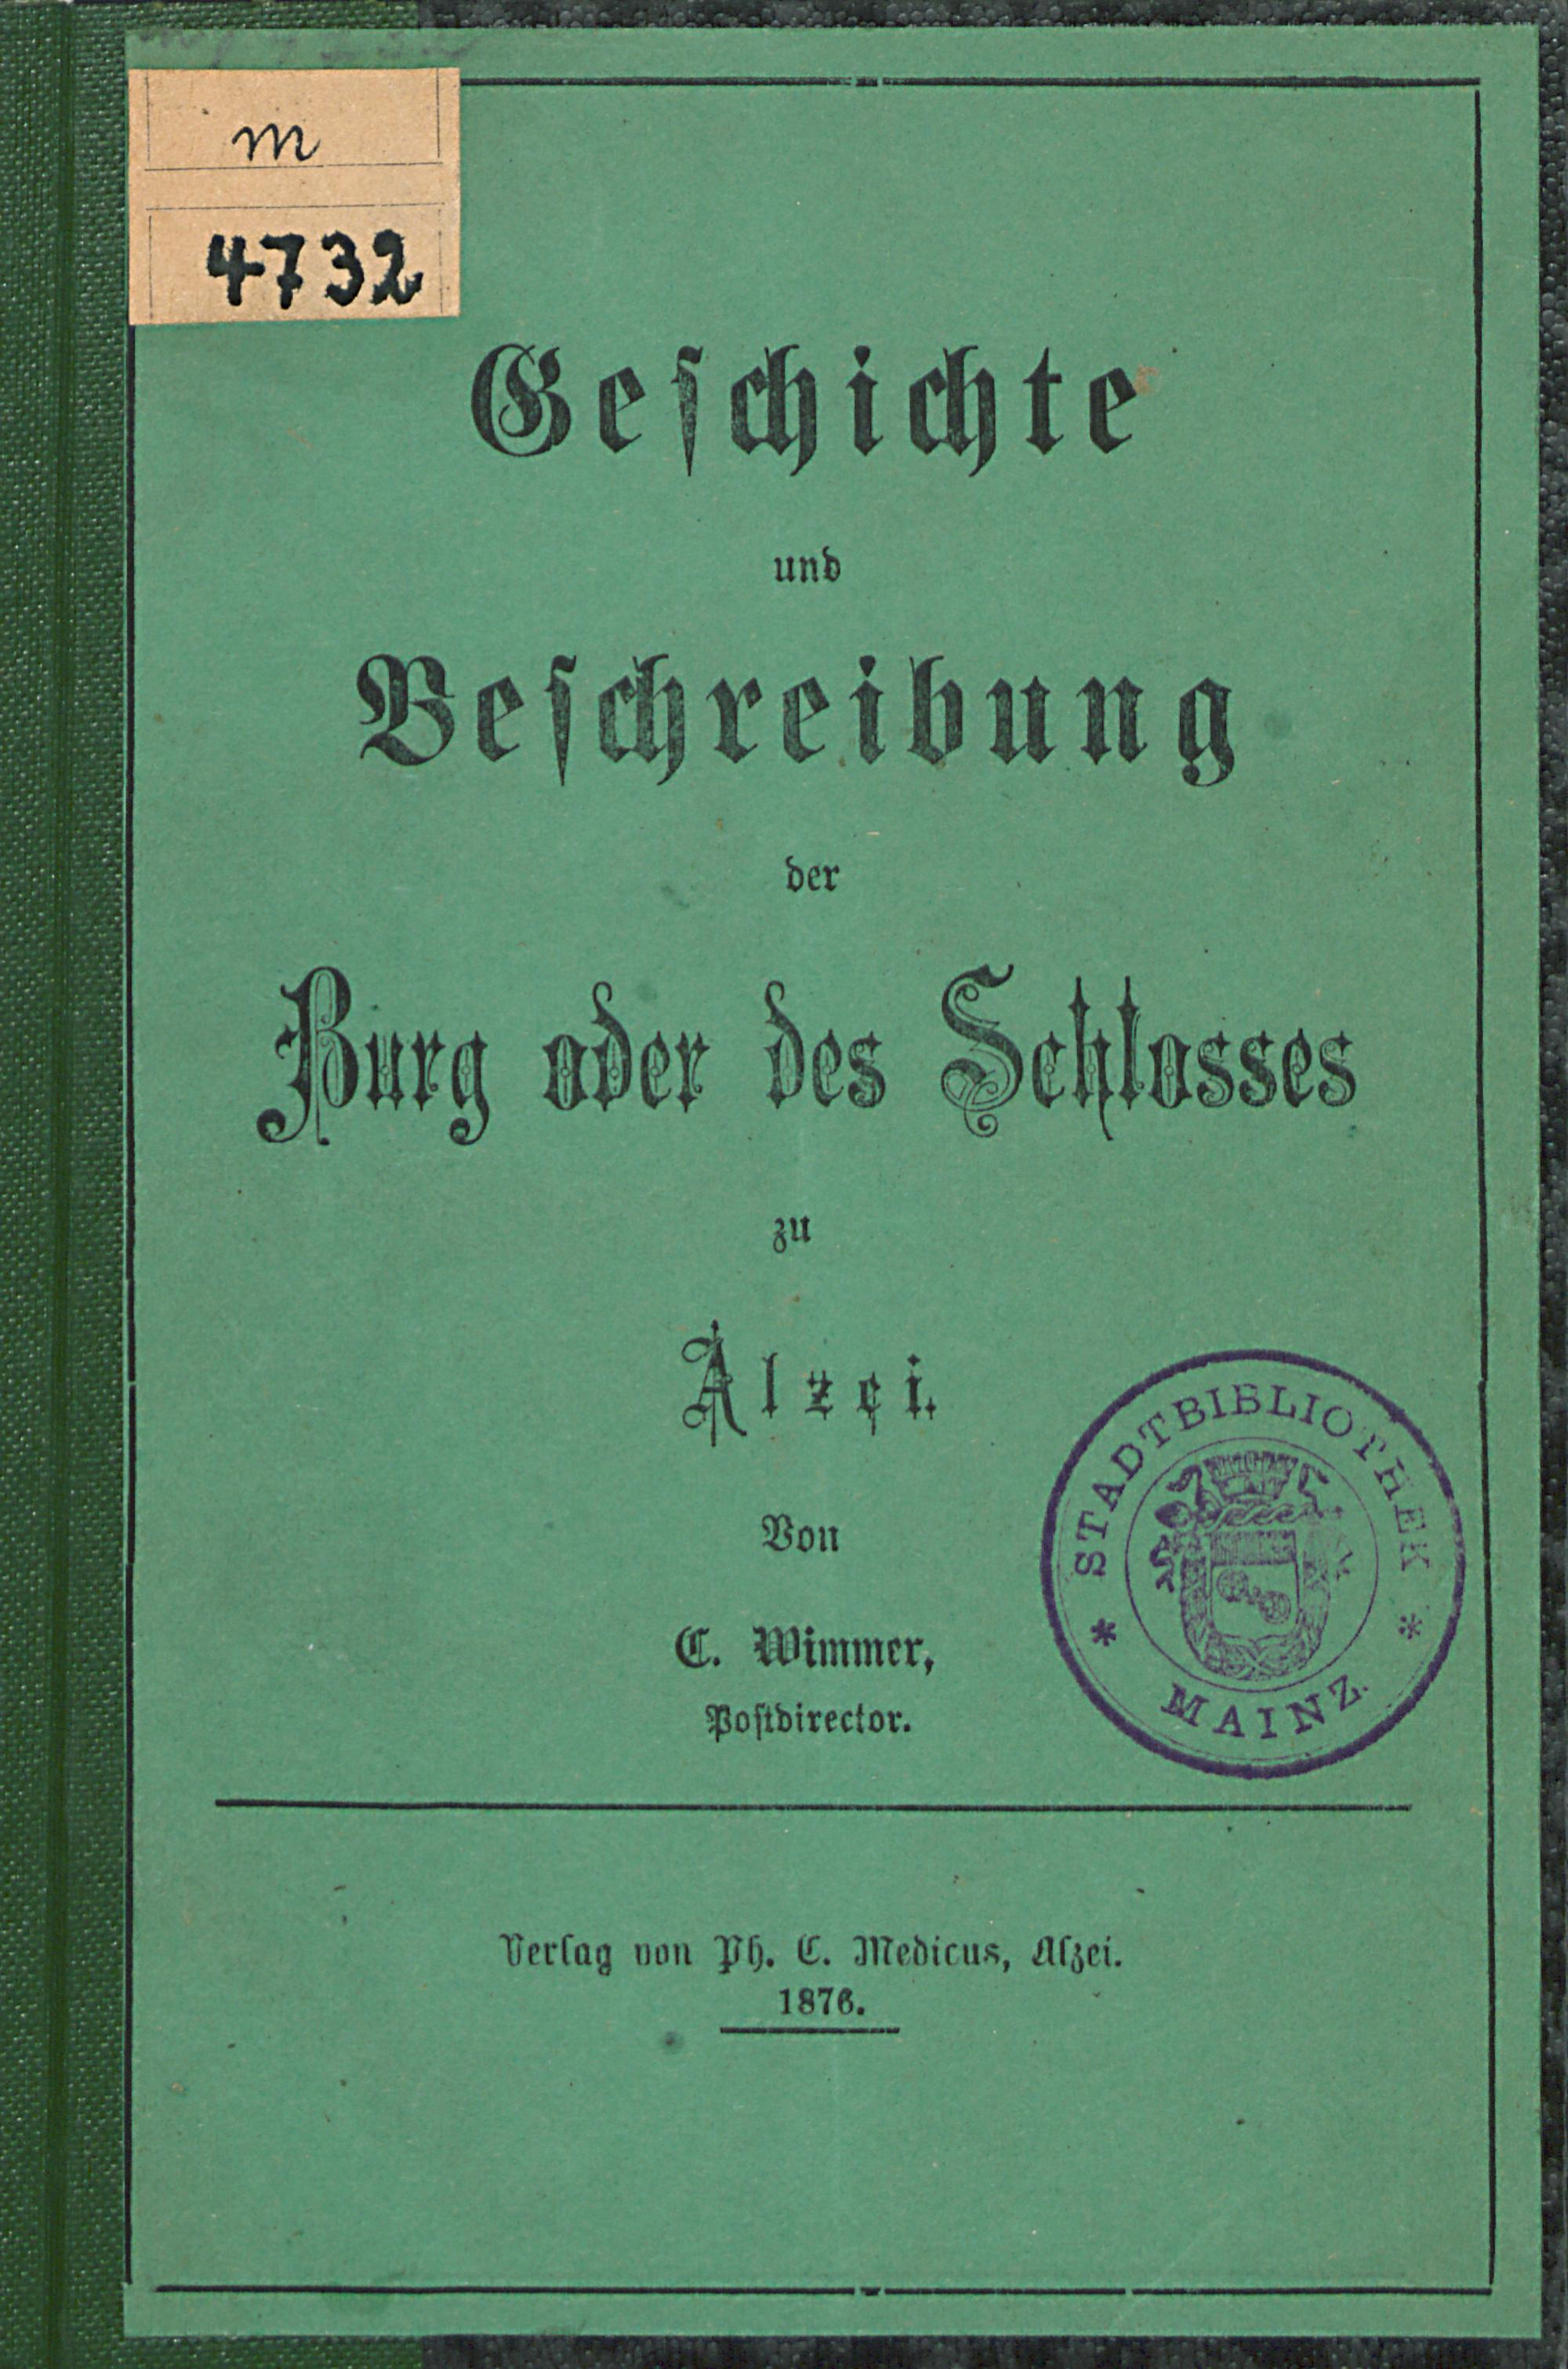 m
4732
Geſchichte
und
Beſchreibung
der
Burg oder des Schlosses
zu
Alzei.
Von
C. Wimmer,
Poſtdirector.
STADTBIBLIOTHEK
* MAINZ. *
Verlag von Ph. C. Medicus, Alzei.
1876.